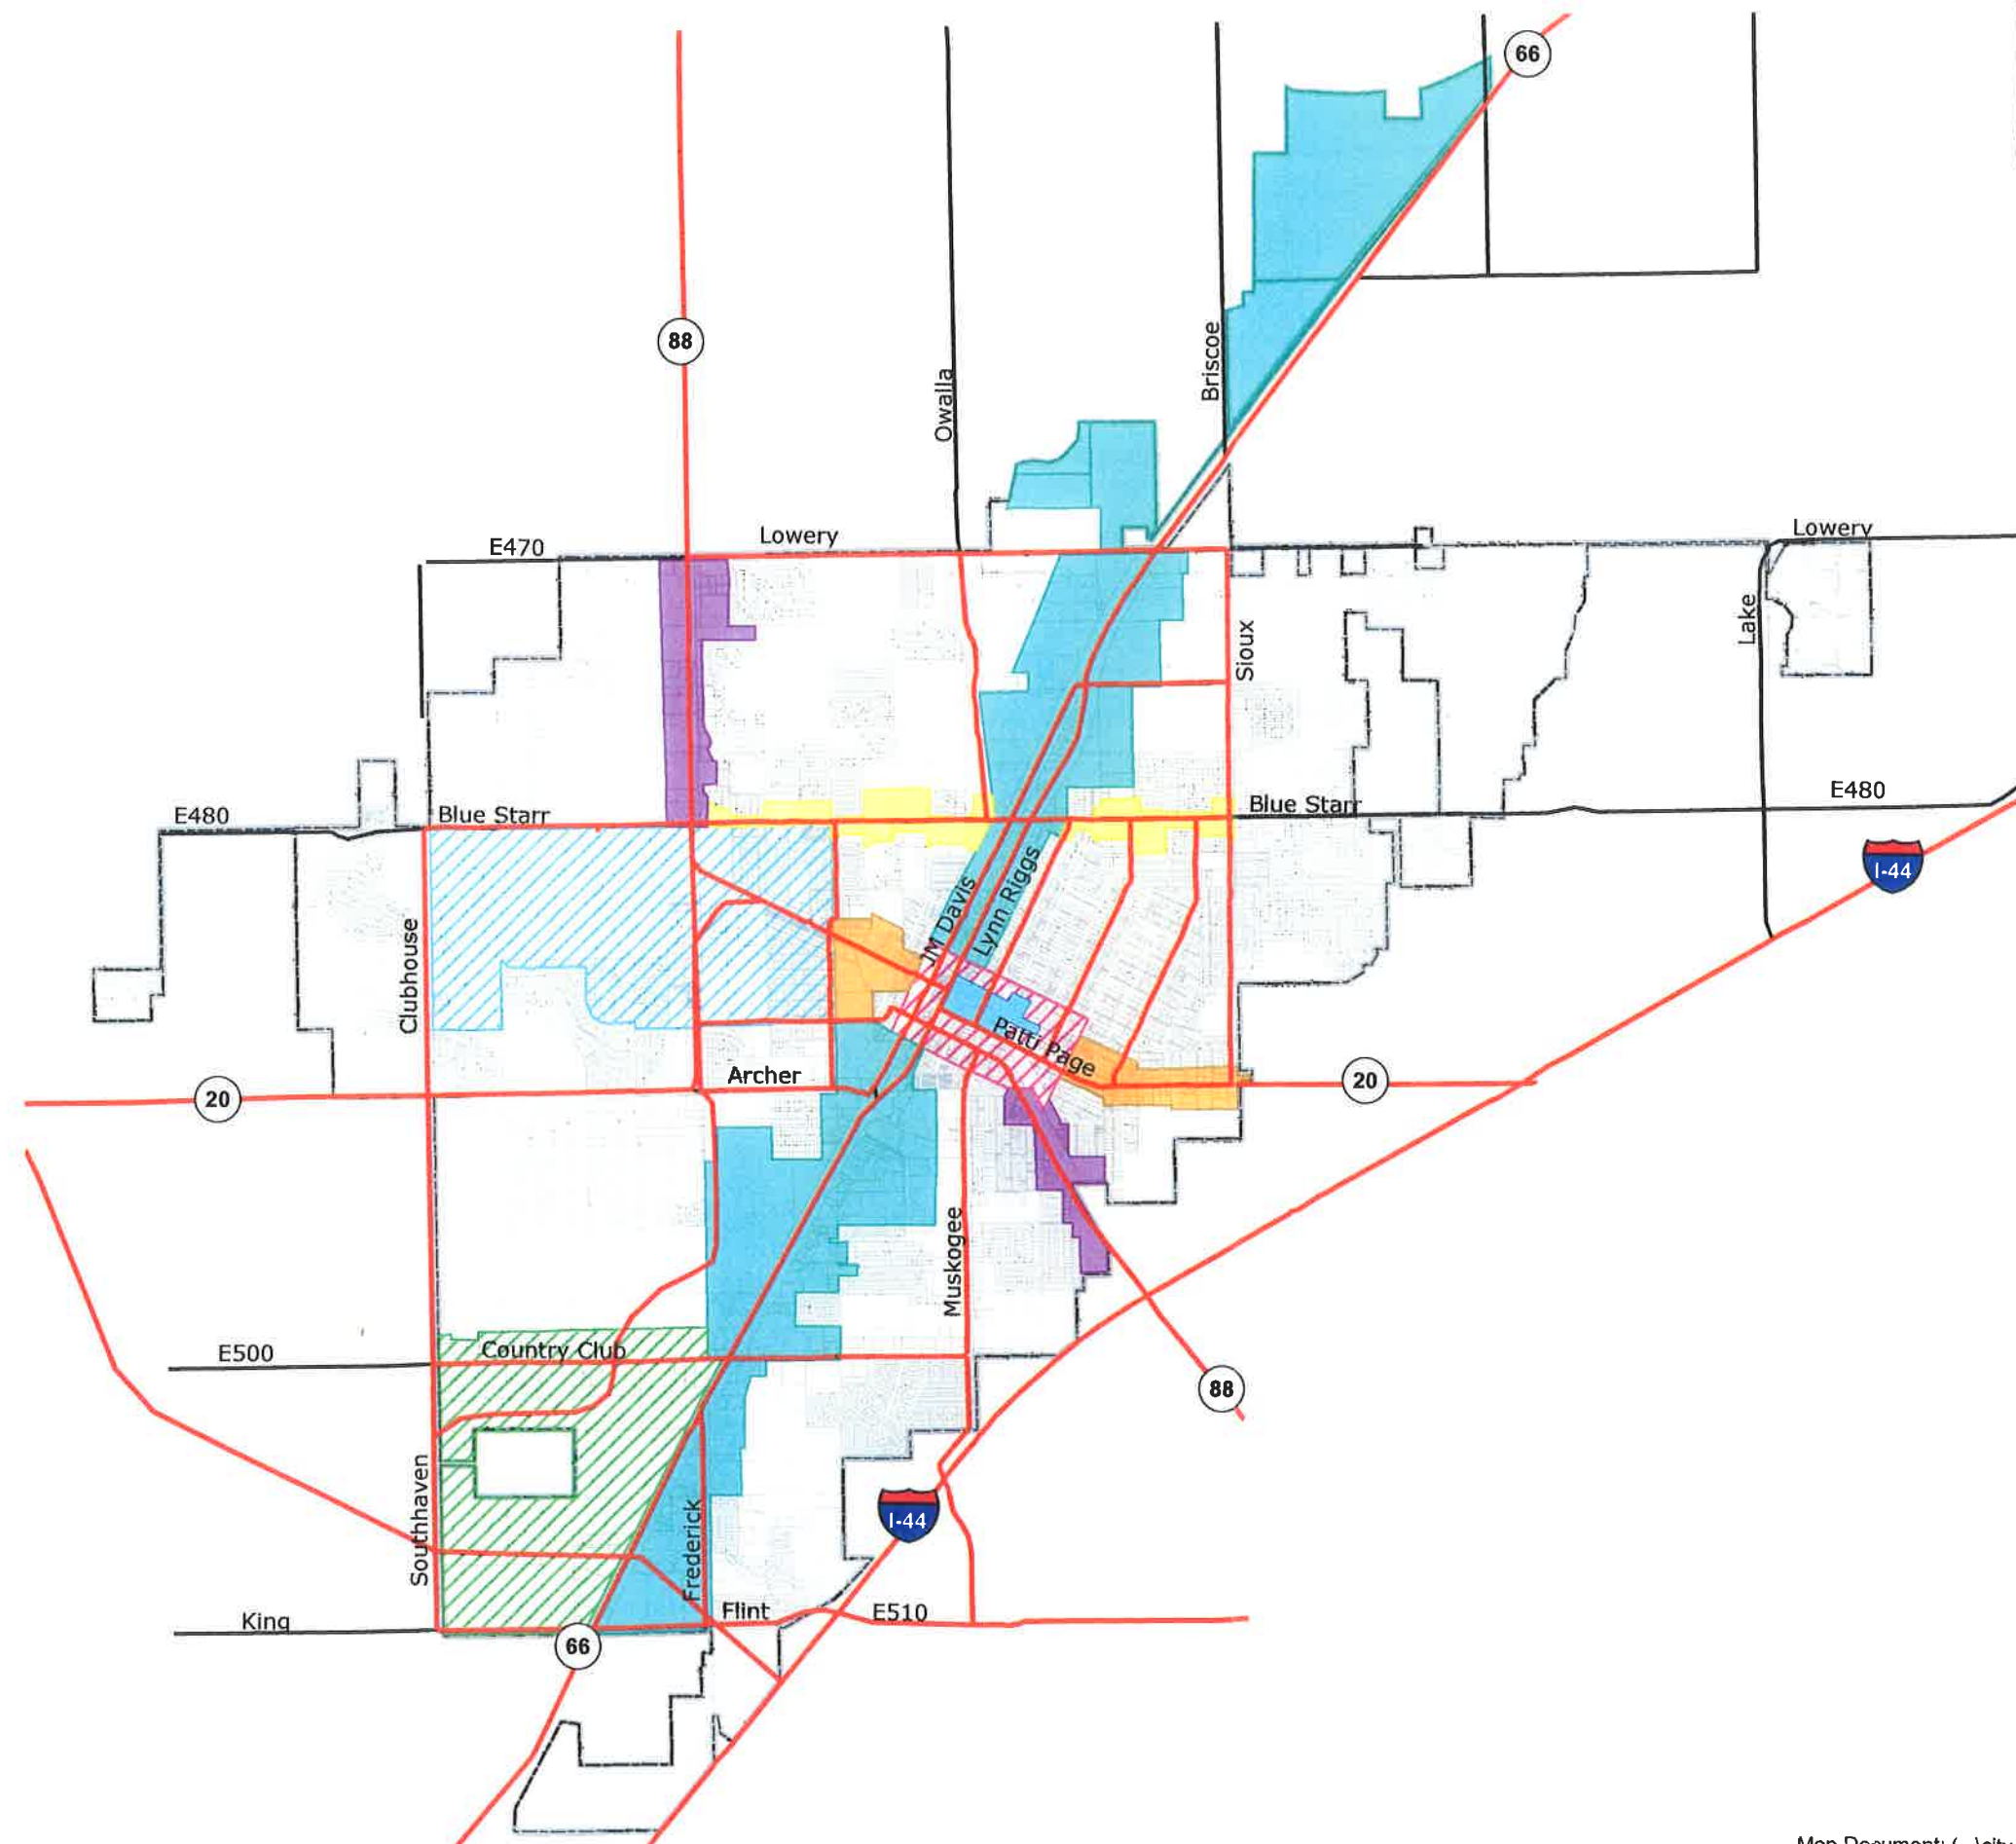 66
88
Owalla
Briscoe
E470
Lowery
Lowery
Lake
Sioux
E480
Blue Starr
Blue Starr
E480
I-44
Clubhouse
JM Davis
Lynn Riggs
Patti Page
20
Archer
20
Muskogee
E500
Country Club
88
Southhaven
Frederick
I-44
King
66
Flint
E510